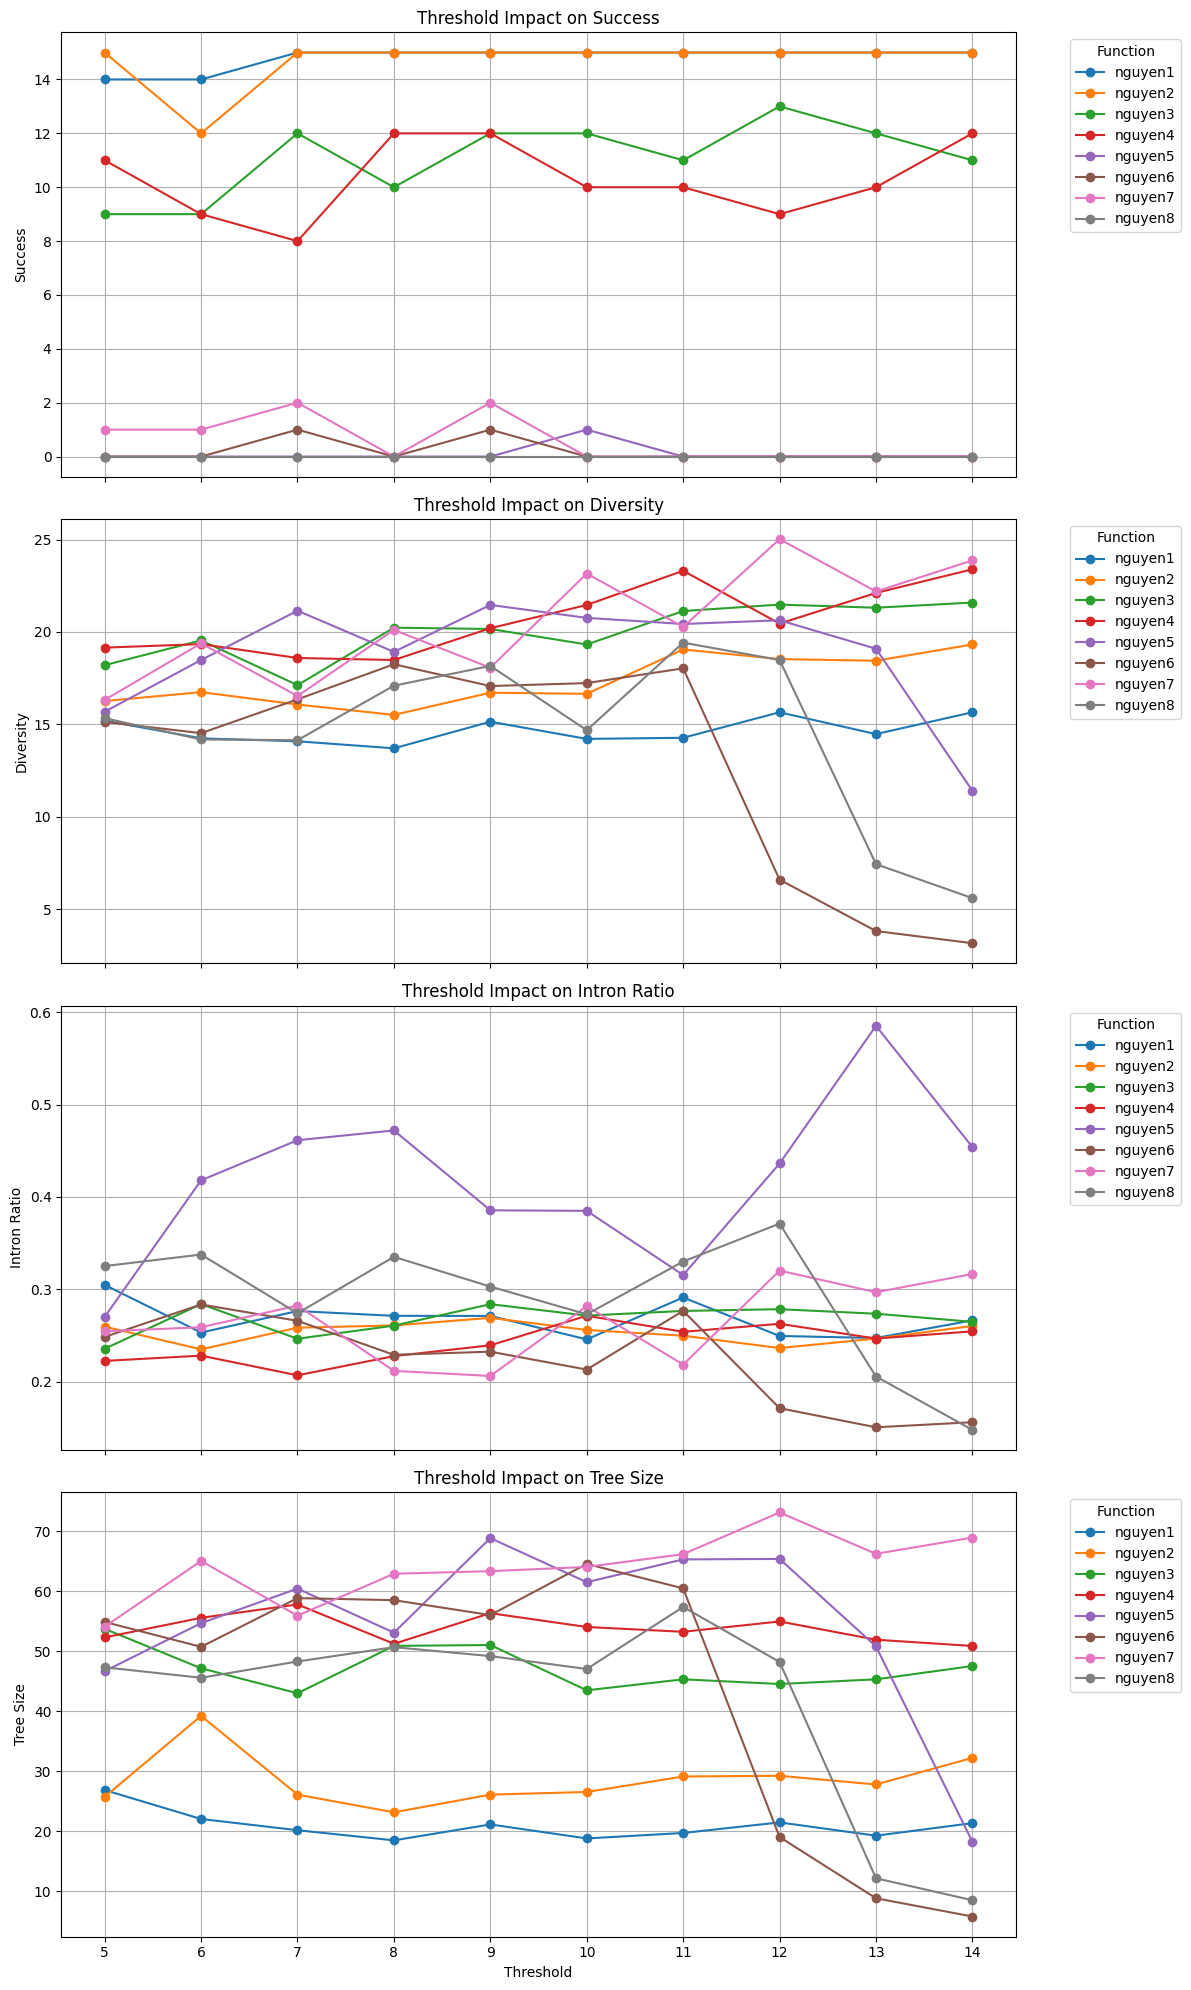 Threshold Impact on Success
Success
14
12
10
8
6
4
2
0
Function
nguyen1
nguyen2
nguyen3
nguyen4
nguyen5
nguyen6
nguyen7
nguyen8
Threshold Impact on Diversity
Diversity
25
20
15
10
5
Function
nguyen1
nguyen2
nguyen3
nguyen4
nguyen5
nguyen6
nguyen7
nguyen8
Threshold Impact on Intron Ratio
Intron Ratio
0.6
0.5
0.4
0.3
0.2
Function
nguyen1
nguyen2
nguyen3
nguyen4
nguyen5
nguyen6
nguyen7
nguyen8
Threshold Impact on Tree Size
Tree Size
70
60
50
40
30
20
10
Function
nguyen1
nguyen2
nguyen3
nguyen4
nguyen5
nguyen6
nguyen7
nguyen8
5 6 7 8 9 10 11 12 13 14
Threshold